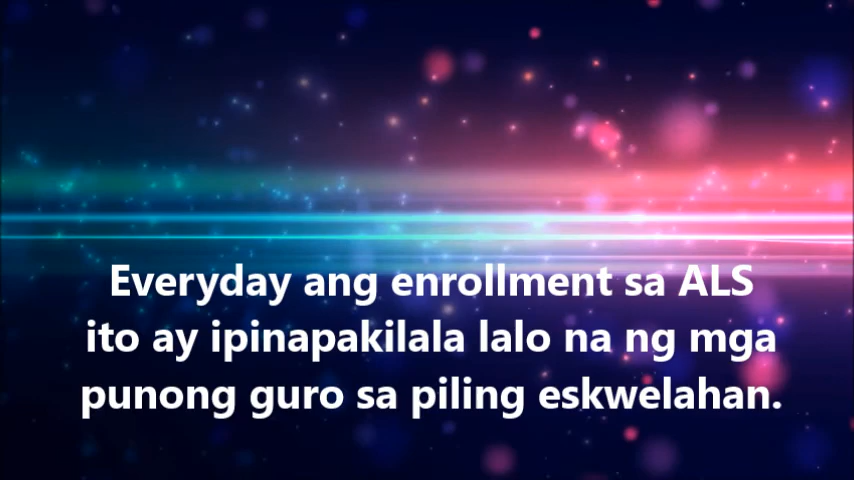 Everyday ang enrollment sa ALS
ito ay ipinapakilala lalo na ng mga
punong guro sa piling eskwelahan.